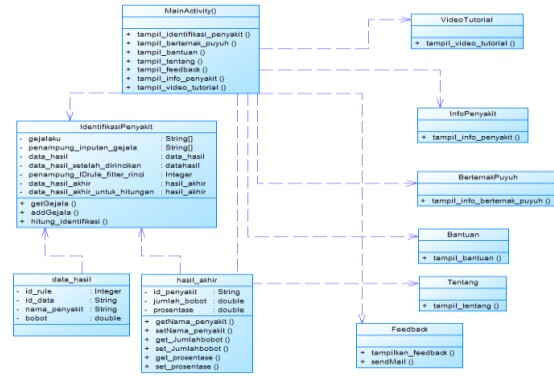 MainActivity()
+ tampil_identifikasi_penyakit ()
+ tampil_berternak_puyuh ()
+ tampil_bantuan ()
+ tampil_tentang ()
+ tampil_feedback ()
+ tampil_info_penyakit ()
+ tampil_video_tutorial ()
VideoTutorial
+ tampil_video_tutorial ()
InfoPenyakit
+ tampil_info_penyakit ()
IdentifikasiPenyakit
- gejalaku : String[]
- penampung_inputan_gejala : String[]
- data_hasil : data_hasil
- data_hasil_setelah_dirincikan : datahasil
- penampung_IDrule_filter_rinci : Integer
- data_hasil_akhir : hasil_akhir
- data_hasil_akhir_untuk_hitungan : hasil_akhir
+ getGejala ()
+ addGejala ()
+ hitung_identifikasi ()
BerternakPuyuh
+ tampil_info_berternak_puyuh ()
Bantuan
+ tampil_bantuan ()
data_hasil
- id_rule : Integer
- id_data : String
- nama_penyakit : String
- bobot : double
hasil_akhir
- id_penyakit : String
- jumlah_bobot : double
- prosentase : double
+ getNama_penyakit ()
+ setNama_penyakit ()
+ get_Jumlahbobot ()
+ set_Jumlahbobot ()
+ get_prosentase ()
+ set_prosentase ()
Tentang
+ tampil_tentang ()
Feedback
+ tampilkan_feedback ()
+ sendMail ()